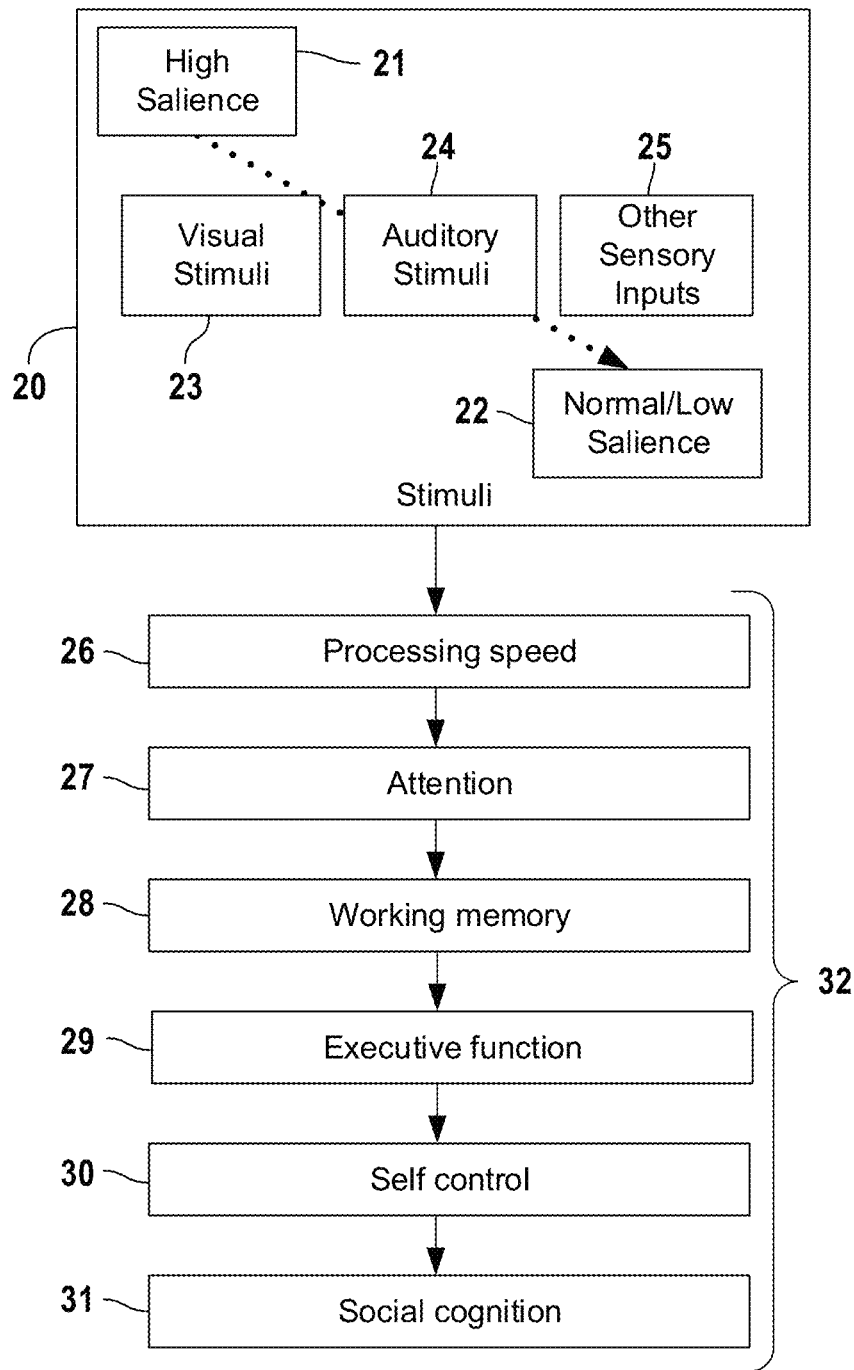 High
Salience
21
24
25
Visual
Stimuli
Auditory
Stimuli
Other
Sensory
Inputs
20
23
22
Normal/Low
Salience
Stimuli
26
Processing speed
27
Attention
28
Working memory
32
29
Executive function
30
Self control
31
Social cognition